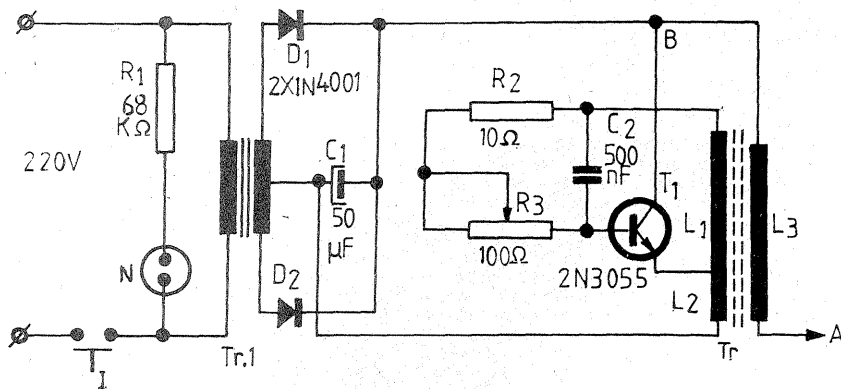 R1
68
KΩ
220V
N
TI
Tr.1
D1
2X1N4001
C1
50
μF
D2
R2
10Ω
R3
100Ω
C2
500
nF
T1
2N3055
B
L1
L2
L3
Tr
A